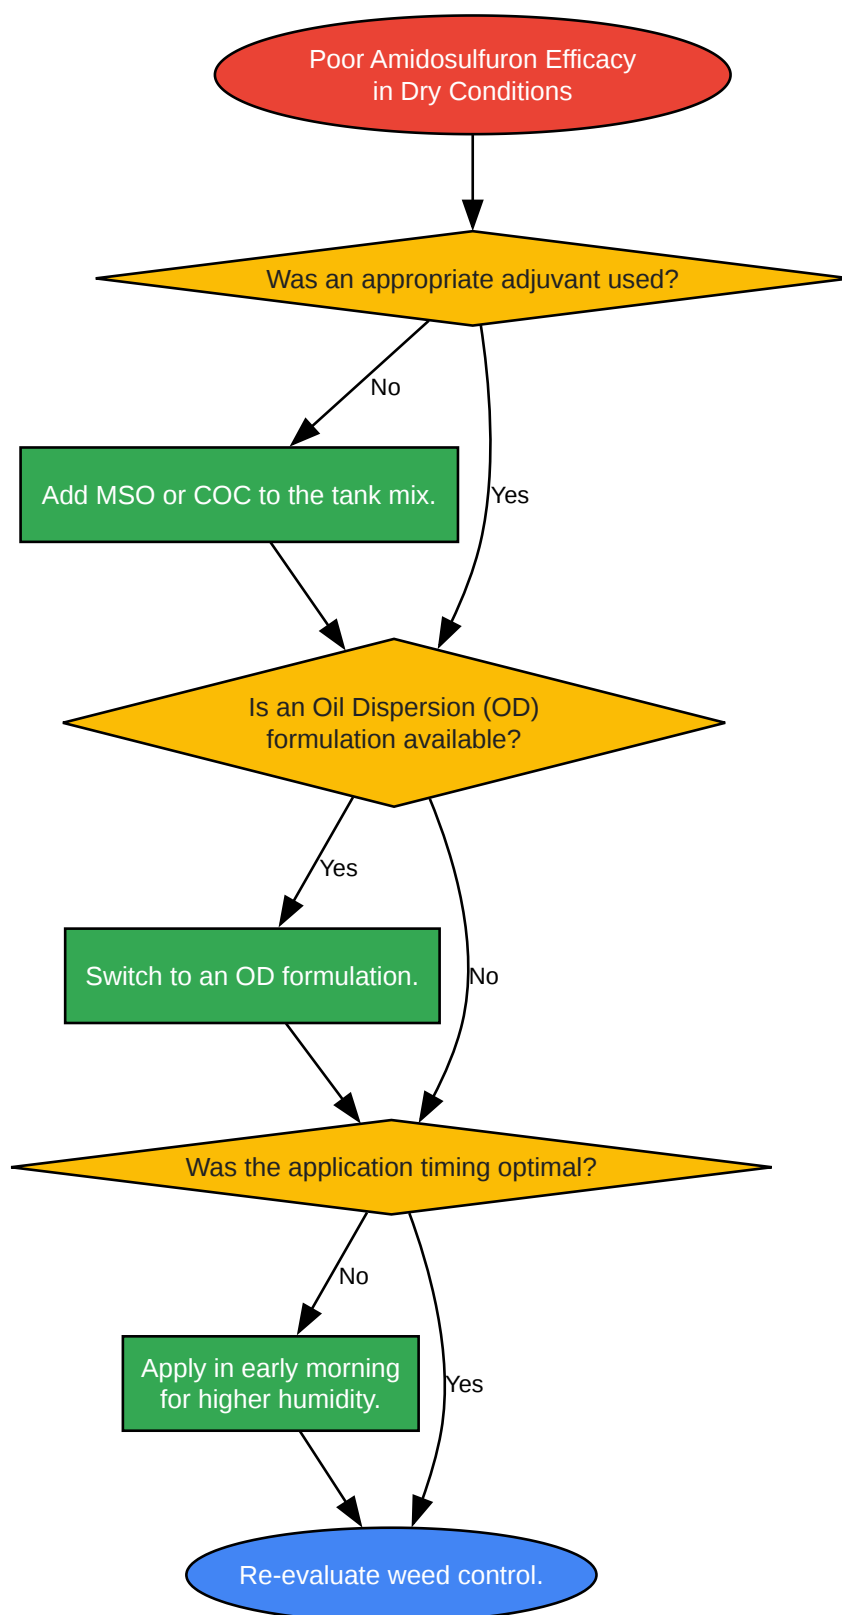 Poor Amidosulfuron Efficacy
in Dry Conditions
Was an appropriate adjuvant used?
No
Add MSO or COC to the tank mix.
Yes
Is an Oil Dispersion (OD)
formulation available?
Yes
Switch to an OD formulation.
No
Was the application timing optimal?
No
Apply in early morning
for higher humidity.
Yes
Re-evaluate weed control.